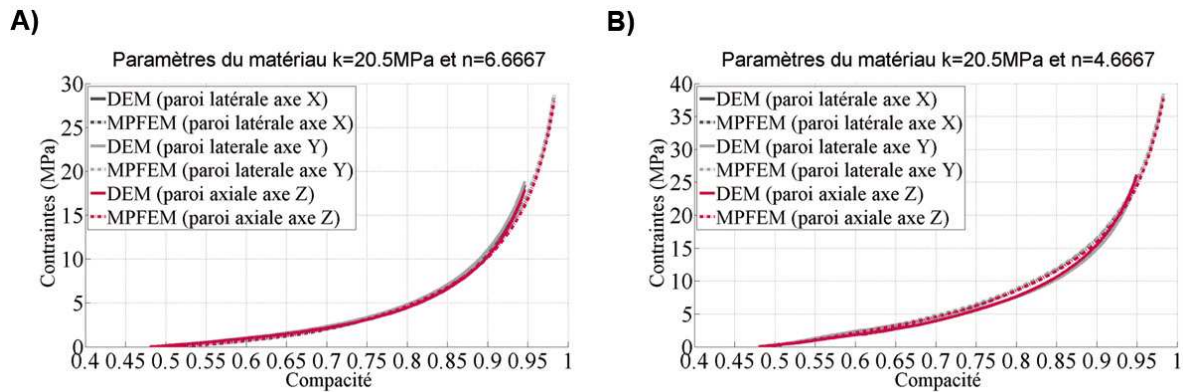 A)
Paramètres du matériau k=20.5MPa et n=6.6667
30
25
20
15
10
5
0
Contraintes (MPa)
DEM (paroi latérale axe X)
MPFEM (paroi latérale axe X)
DEM (paroi laterale axe Y)
MPFEM (paroi laterale axe Y)
DEM (paroi axiale axe Z)
MPFEM (paroi axiale axe Z)
0.4 0.45 0.5 0.55 0.6 0.65 0.7 0.75 0.8 0.85 0.9 0.95 1
Compacité
B)
Paramètres du matériau k=20.5MPa et n=4.6667
40
35
30
25
20
15
10
5
0
Contraintes (MPa)
DEM (paroi latérale axe X)
MPFEM (paroi latérale axe X)
DEM (paroi laterale axe Y)
MPFEM (paroi laterale axe Y)
DEM (paroi axiale axe Z)
MPFEM (paroi axiale axe Z)
0.4 0.45 0.5 0.55 0.6 0.65 0.7 0.75 0.8 0.85 0.9 0.95 1
Compacité